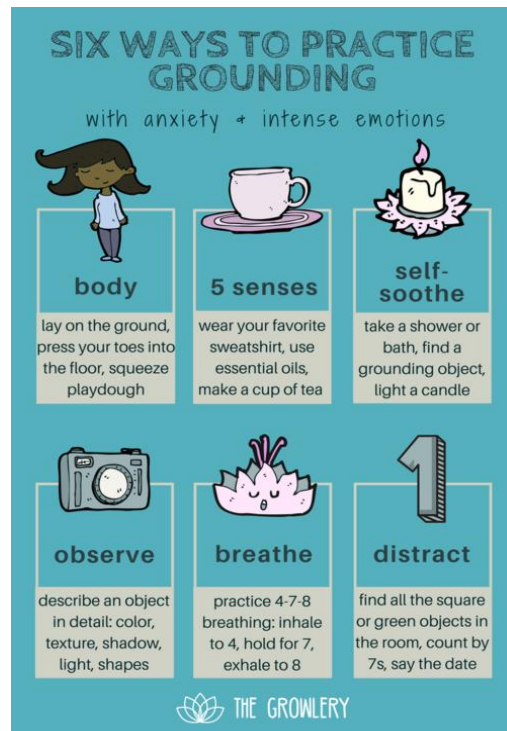 SIX WAYS TO PRACTICE
GROUNDING
with anxiety + intense emotions
body
lay on the ground,
press your toes into
the floor, squeeze
playdough
5 senses
wear your favorite
sweatshirt, use
essential oils,
make a cup of tea
self-
soothe
take a shower or
bath, find a
grounding object,
light a candle
observe
describe an object
in detail: color,
texture, shadow,
light, shapes
breathe
practice 4-7-8
breathing: inhale
to 4, hold for 7,
exhale to 8
1
distract
find all the square
or green objects in
the room, count by
7s, say the date
THE GROWLERY